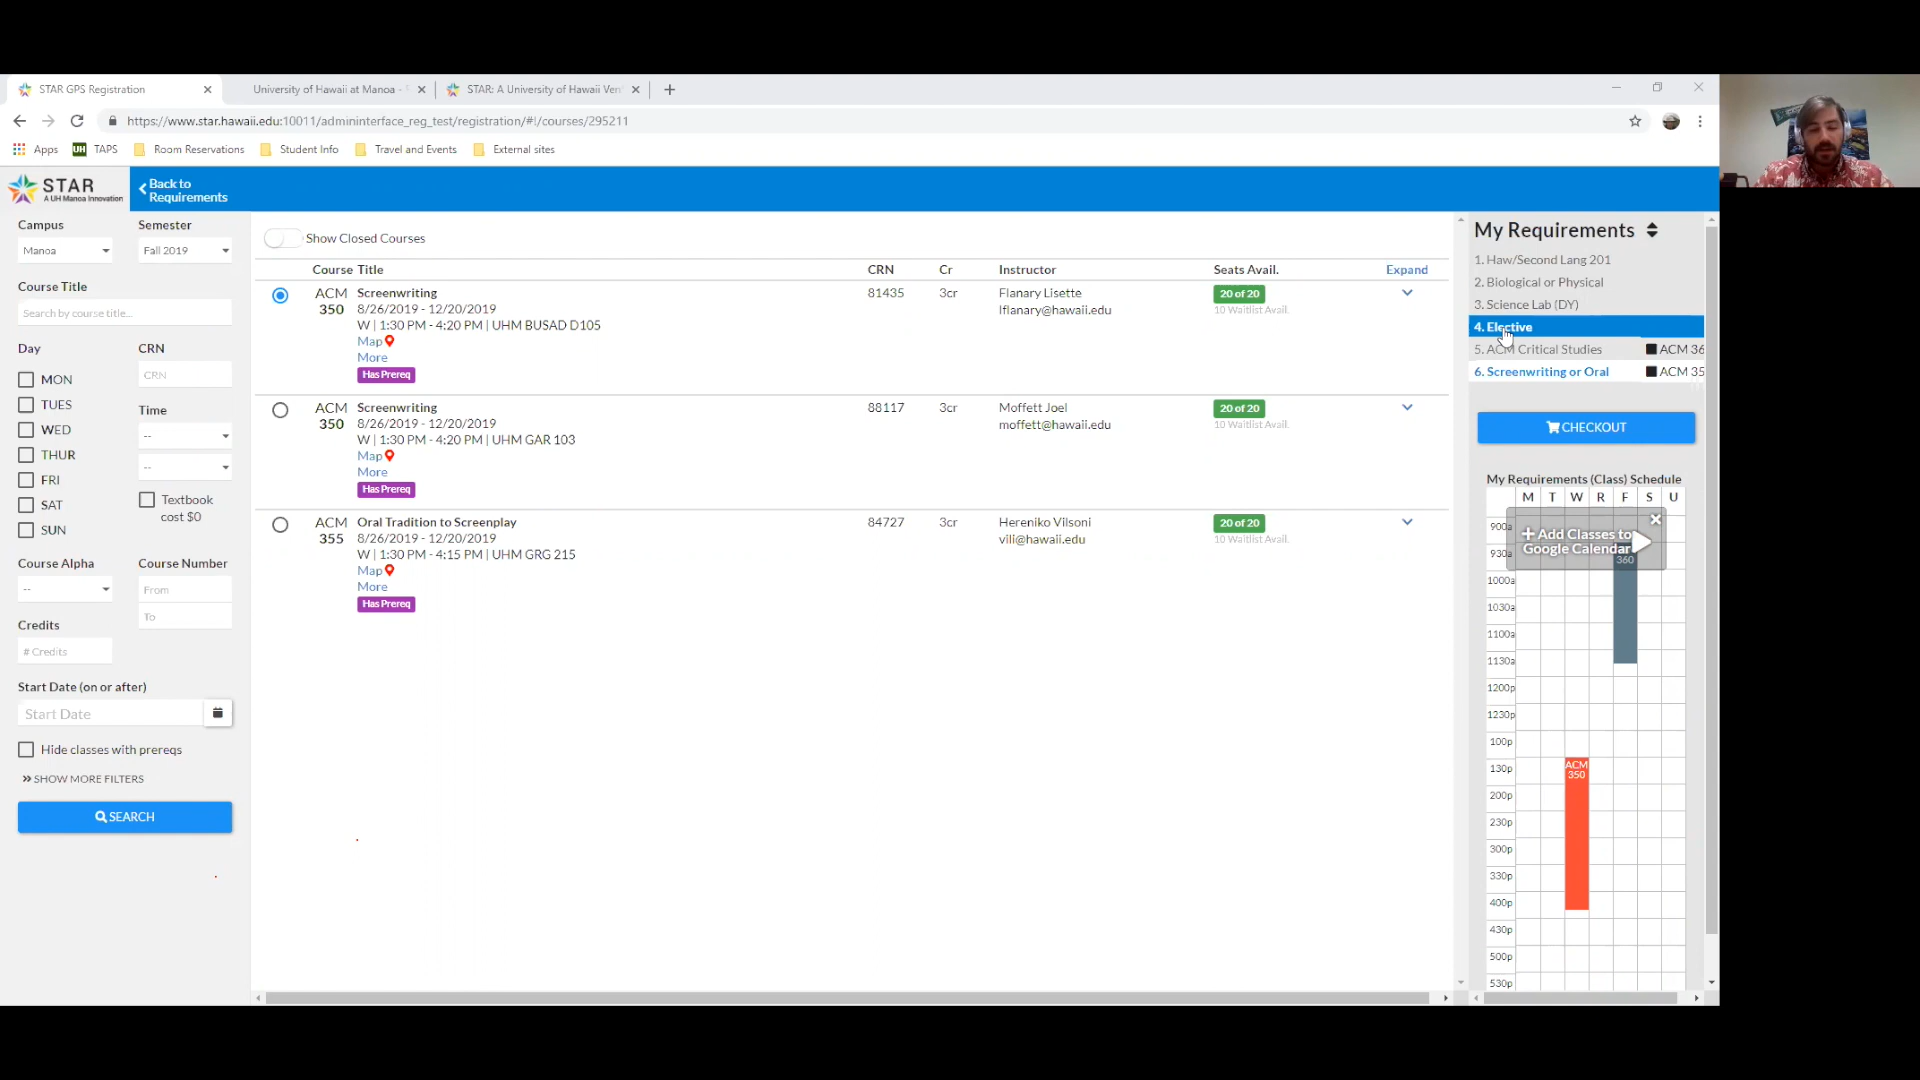 STAR GPS Registration
University of Hawaii at Manoa -
STAR: A University of Hawaii Ven
https://www.star.hawaii.edu:10011/admininterface_reg_test/registration/#!/courses/295211
Apps
UH TAPS
Room Reservations
Student Info
Travel and Events
External sites
STAR
A UH Manoa Innovation
Back to
Requirements
Campus
Semester
Manoa
Fall 2019
Course Title
Search by course title...
Day
CRN
MON
CRN
TUES
Time
WED
--
THUR
--
FRI
SAT
Textbook
cost $0
SUN
Course Alpha
Course Number
--
From
To
Credits
# Credits
Start Date (on or after)
Start Date
Hide classes with prereqs
SHOW MORE FILTERS
SEARCH
Show Closed Courses
Course Title CRN Cr Instructor Seats Avail. Expand
ACM 350
Screenwriting
8/26/2019 - 12/20/2019
W | 1:30 PM - 4:20 PM | UHM BUSAD D105
Map
More
Has Prereq
81435
3cr
Flanary Lisette
lflanary@hawaii.edu
20 of 20
10 Waitlist Avail.
ACM 350
Screenwriting
8/26/2019 - 12/20/2019
W | 1:30 PM - 4:20 PM | UHM GAR 103
Map
More
Has Prereq
88117
3cr
Moffett Joel
moffett@hawaii.edu
20 of 20
10 Waitlist Avail.
ACM 355
Oral Tradition to Screenplay
8/26/2019 - 12/20/2019
W | 1:30 PM - 4:15 PM | UHM GRG 215
Map
More
Has Prereq
84727
3cr
Hereniko Vilsoni
vili@hawaii.edu
20 of 20
10 Waitlist Avail.
My Requirements
1. Haw/Second Lang 201
2. Biological or Physical
3. Science Lab (DY)
4. Elective
5. ACM Critical Studies ACM 36
6. Screenwriting or Oral ACM 35
CHECKOUT
My Requirements (Class) Schedule
M T W R F S U
900a
Add Classes to
Google Calendar
930a
360
1000a
1030a
1100a
1130a
1200p
1230p
100p
130p
ACM
350
200p
230p
300p
330p
400p
430p
500p
530p